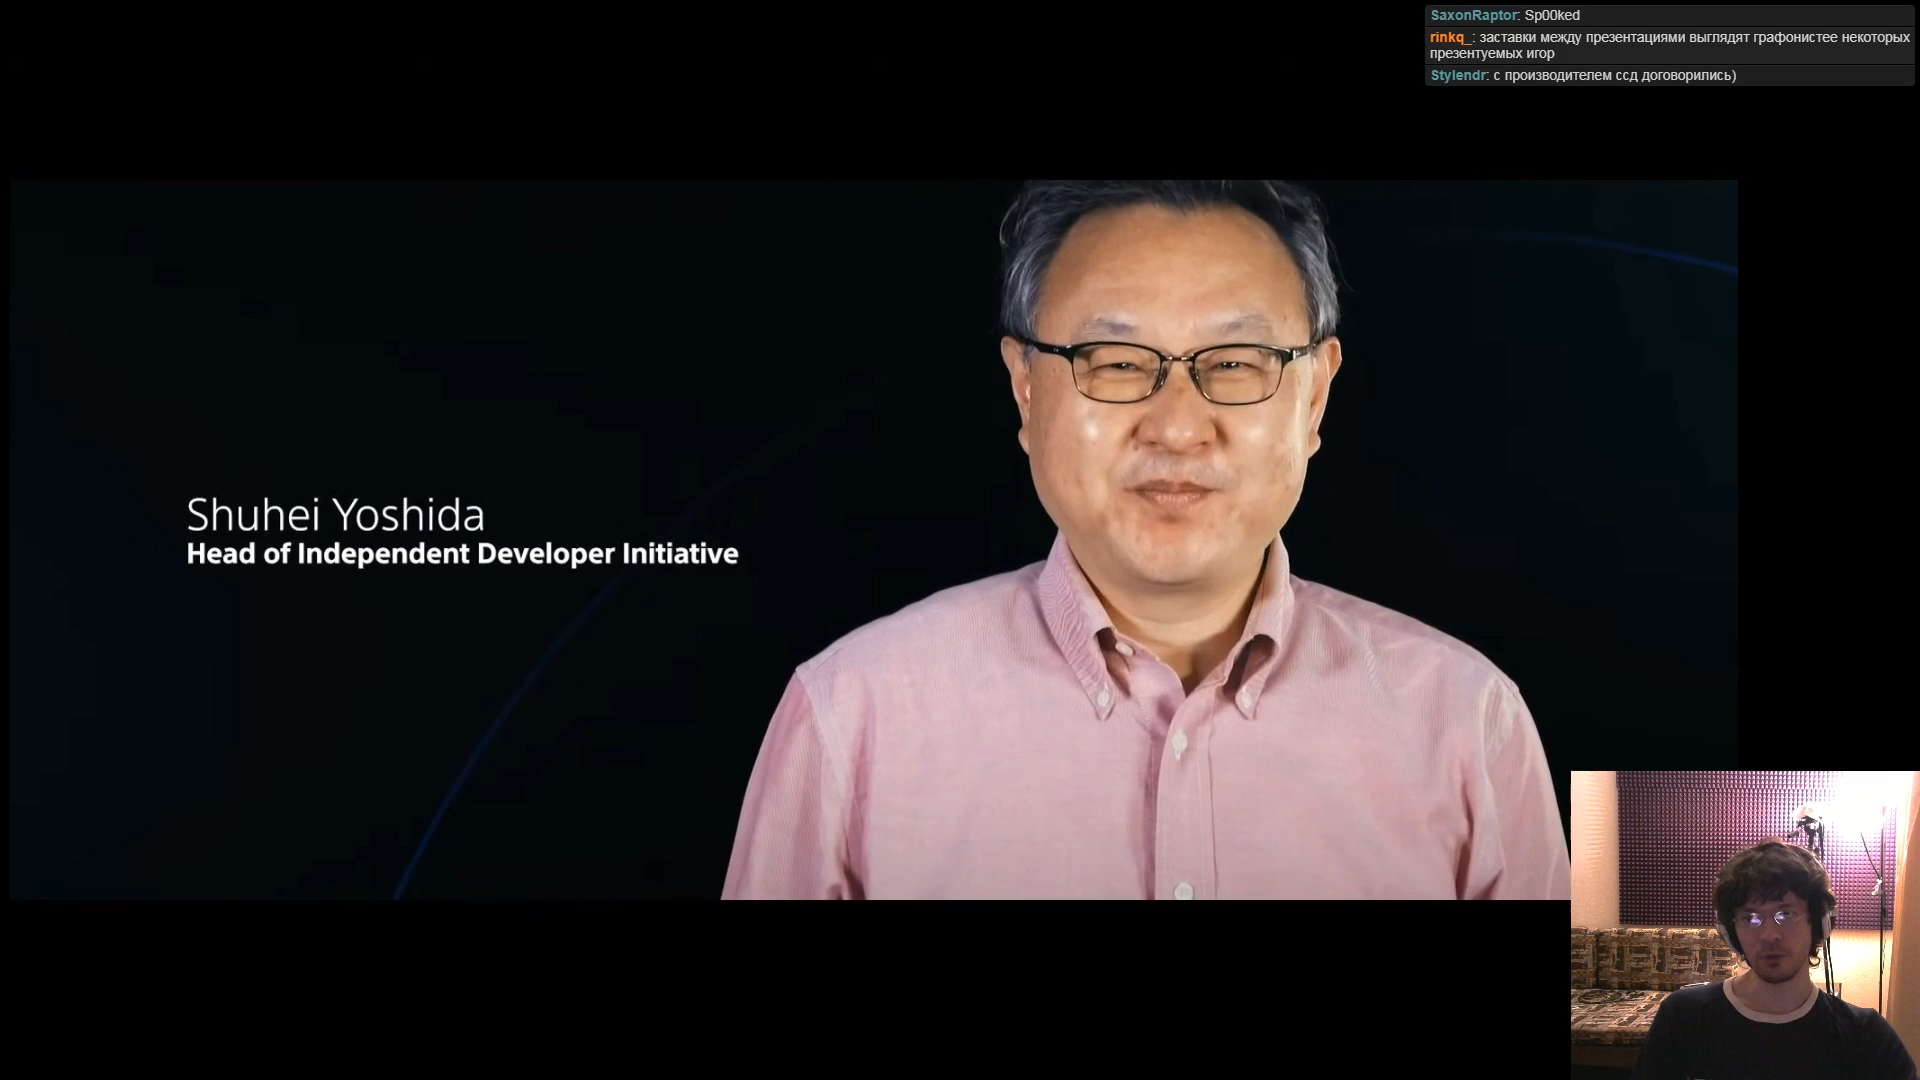 SaxonRaptor: Sp00ked
rinkq_: заставки между презентациями выглядят графонистее некоторых
презентуемых игор
Stylendr: с производителем ссд договорились)
Shuhei Yoshida
Head of Independent Developer Initiative